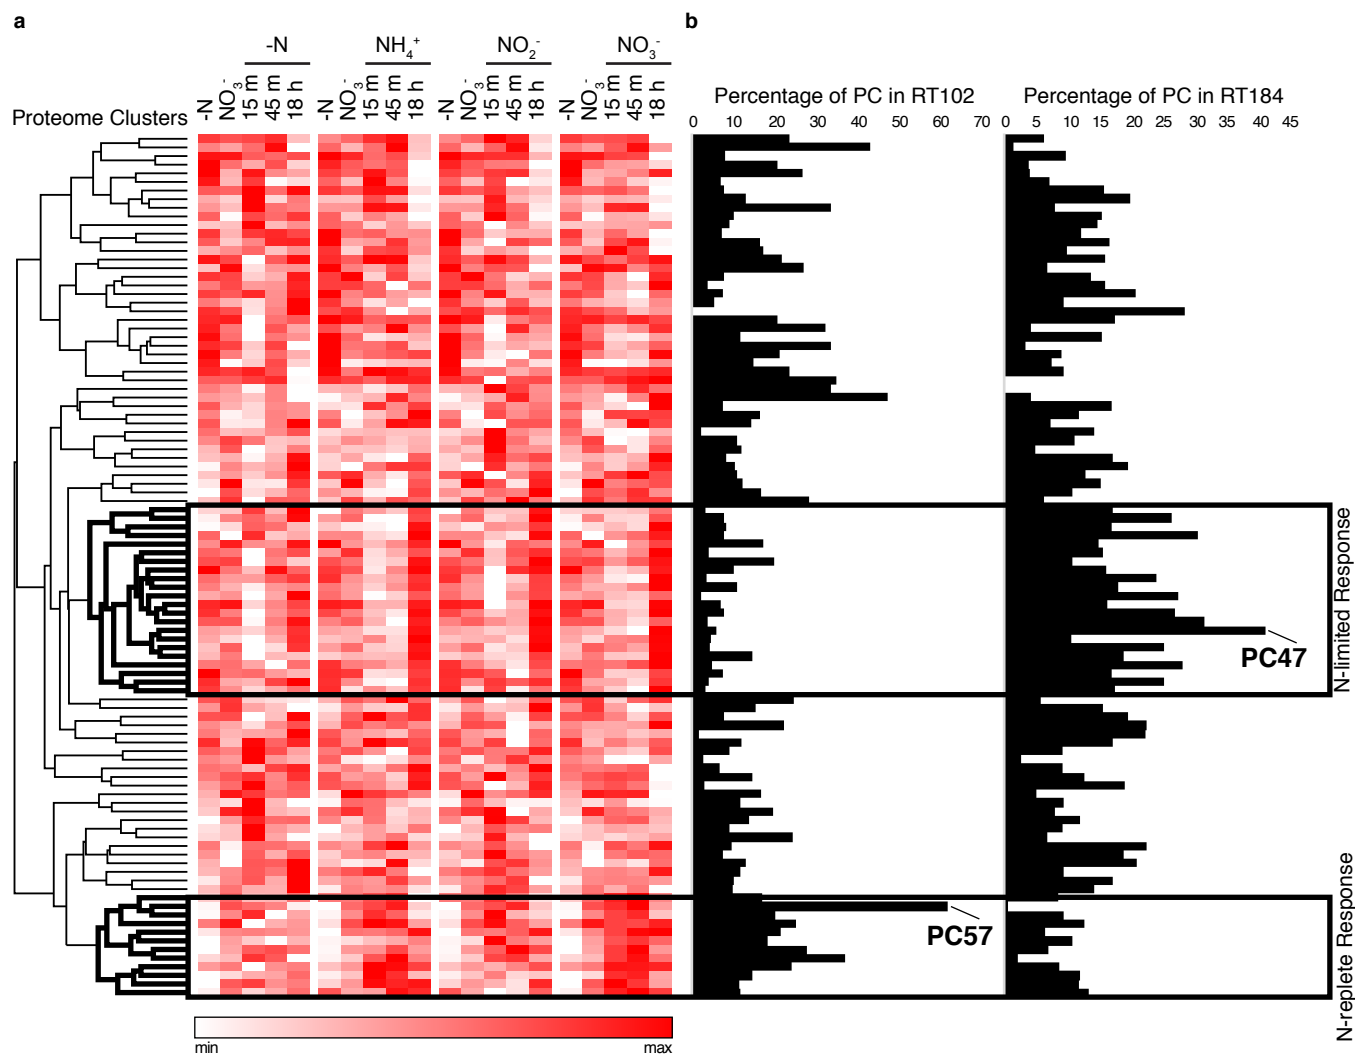 a
b
-N NH₄⁺ NO₂⁻ NO₃⁻
-N NO₃⁻ 15 m 45 m 18 h -N NO₃⁻ 15 m 45 m 18 h -N NO₃⁻ 15 m 45 m 18 h -N NO₃⁻ 15 m 45 m 18 h
Proteome Clusters
Percentage of PC in RT102
Percentage of PC in RT184
0 10 20 30 40 50 60 70
0 5 10 15 20 25 30 35 40 45
N-limited Response
PC47
N-replete Response
PC57
min
max